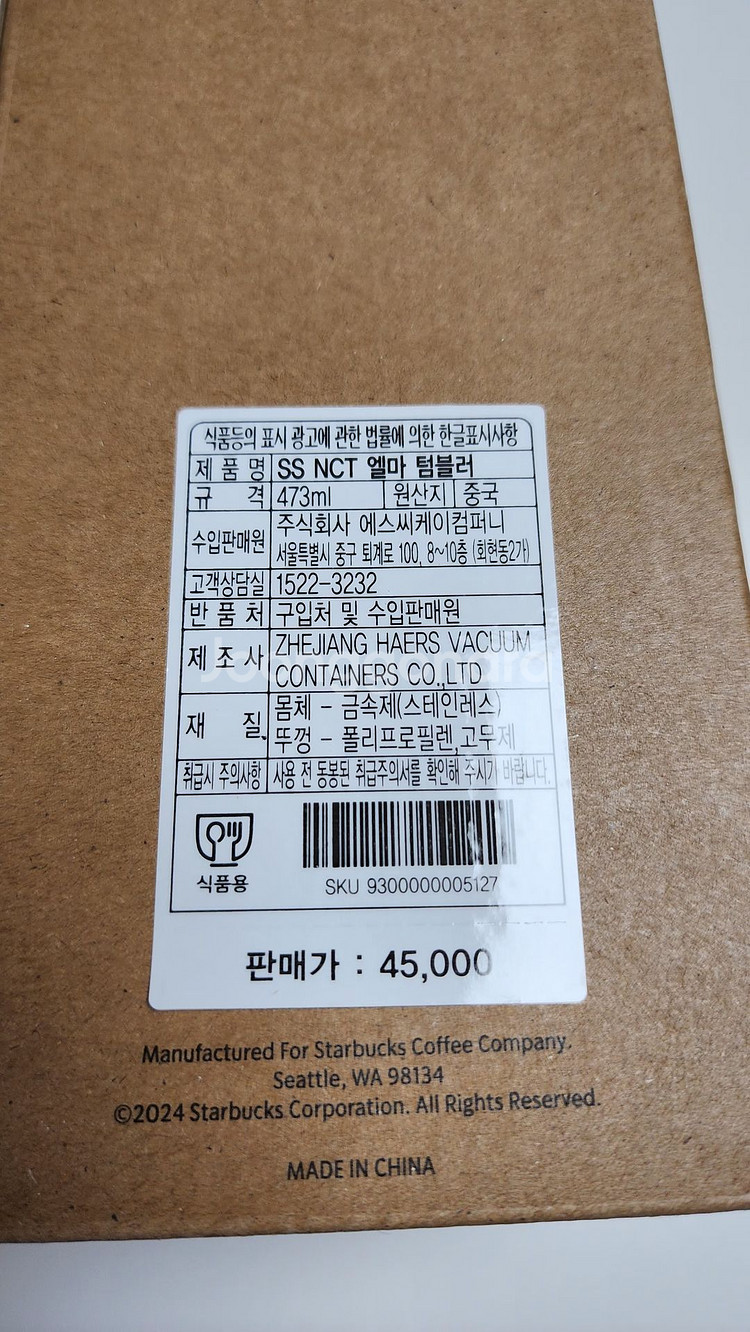 식품등의 표시 광고에 관한 법률에 의한 한글표시사항
제 품 명 SS NCT 엘마 텀블러
규 격 473ml 원산지 중국
수입판매원 주식회사 에스씨케이컴퍼니
서울특별시 중구 퇴계로 100, 8~10층 (회현동2가)
고객상담실 1522-3232
반 품 처 구입처 및 수입판매원
제 조 사 ZHEJIANG HAERS VACUUM
CONTAINERS CO.,LTD
재 질 몸체 - 금속제(스테인레스)
뚜껑 - 폴리프로필렌,고무제
취급시 주의사항 사용 전 동봉된 취급주의서를 확인해 주시기 바랍니다.
식품용
SKU 9300000005127
판매가 : 45,000
Manufactured For Starbucks Coffee Company.
Seattle, WA 98134
©2024 Starbucks Corporation. All Rights Reserved.
MADE IN CHINA